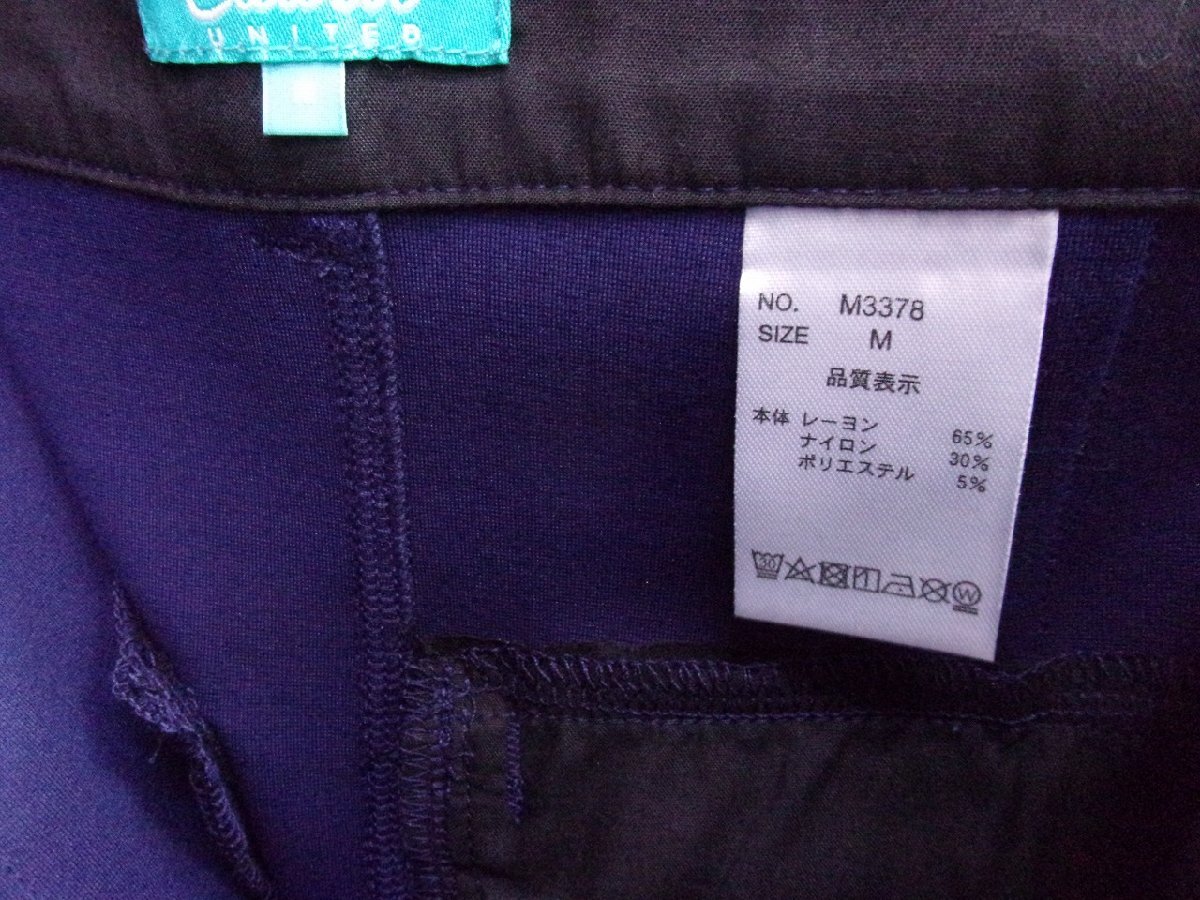 UNITED
NO. M3378
SIZE M
品質表示
本体 レーヨン 65%
ナイロン 30%
ポリエステル 5%
30
W